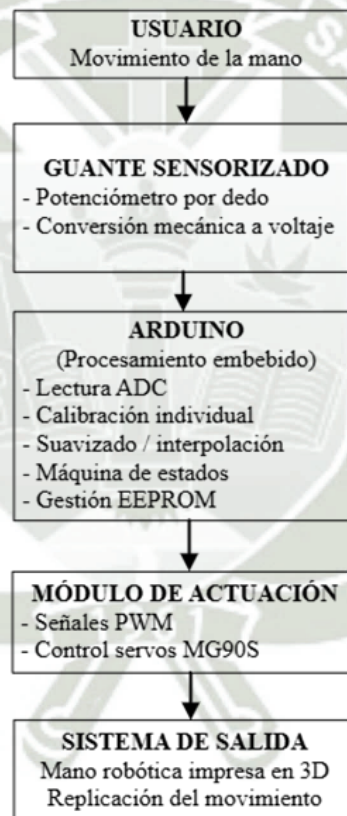 USUARIO
Movimiento de la mano
GUANTE SENSORIZADO
- Potenciómetro por dedo
- Conversión mecánica a voltaje
ARDUINO
(Procesamiento embebido)
- Lectura ADC
- Calibración individual
- Suavizado / interpolación
- Máquina de estados
- Gestión EEPROM
MÓDULO DE ACTUACIÓN
- Señales PWM
- Control servos MG90S
SISTEMA DE SALIDA
Mano robótica impresa en 3D
Replicación del movimiento